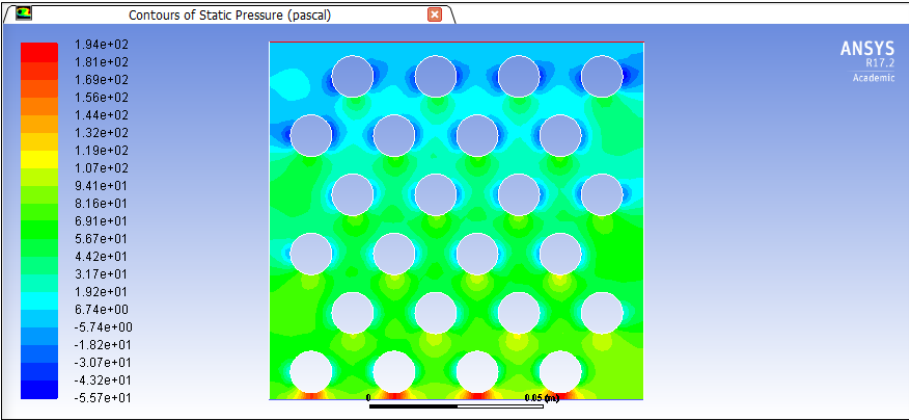 Contours of Static Pressure (pascal)
ANSYS
R17.2
Academic
1.94e+02
1.81e+02
1.69e+02
1.56e+02
1.44e+02
1.32e+02
1.19e+02
1.07e+02
9.41e+01
8.16e+01
6.91e+01
5.67e+01
4.42e+01
3.17e+01
1.92e+01
6.74e+00
-5.74e+00
-1.82e+01
-3.07e+01
-4.32e+01
-5.57e+01
0 0.05 (m)